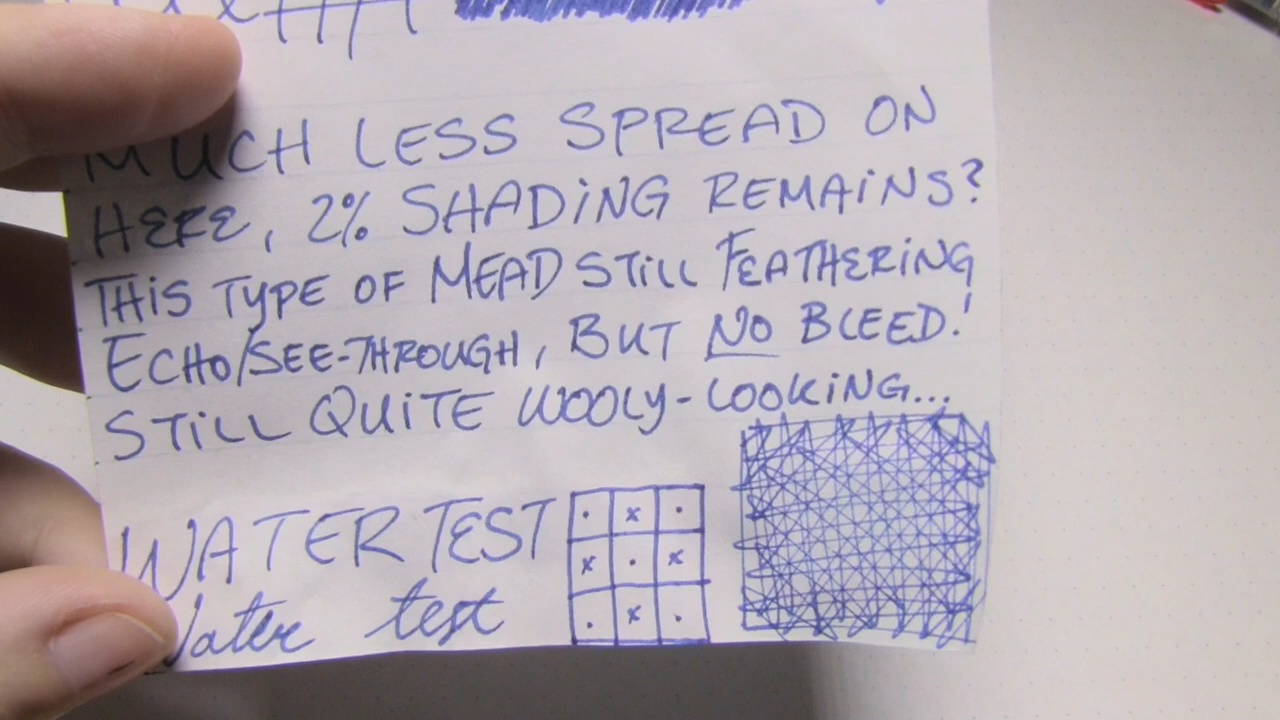 MUCH LESS SPREAD ON
HERE, 2% SHADING REMAINS?
THIS TYPE OF MEAD STILL FEATHERING
ECHO/SEE-THROUGH, BUT NO BLEED!
STILL QUITE WOOLY-LOOKING...
WATER TEST
Water test